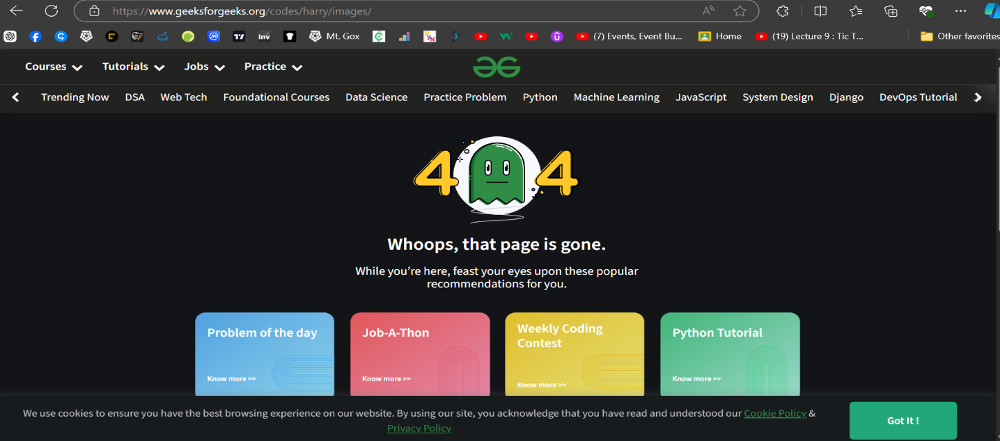 https://www.geeksforgeeks.org/codes/harry/images/
Mt. Gox
(7) Events, Event Bu...
Home
(19) Lecture 9 : Tic T...
Other favorites
Courses Tutorials Jobs Practice
Trending Now DSA Web Tech Foundational Courses Data Science Practice Problem Python Machine Learning JavaScript System Design Django DevOps Tutorial
404
Whoops, that page is gone.
While you’re here, feast your eyes upon these popular
recommendations for you.
Problem of the day
Know more >>
Job-A-Thon
Know more >>
Weekly Coding
Contest
Know more >>
Python Tutorial
Know more >>
We use cookies to ensure you have the best browsing experience on our website. By using our site, you acknowledge that you have read and understood our Cookie Policy &
Privacy Policy
Got It !